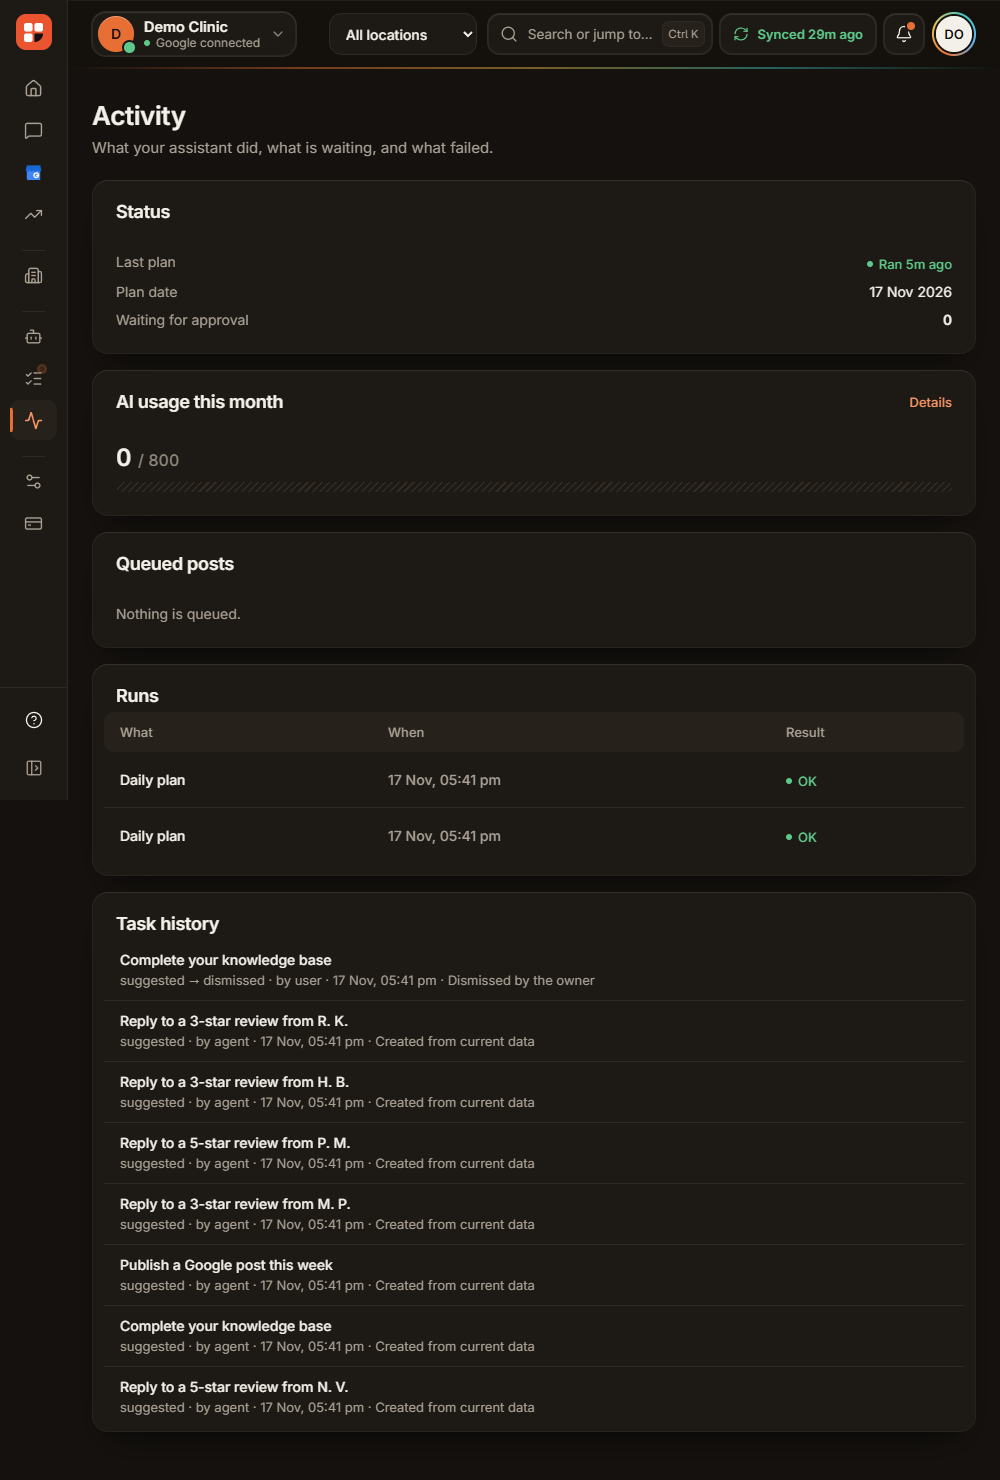 D
Demo Clinic
Google connected
All locations
Search or jump to...
Ctrl K
Synced 29m ago
DO
Activity
What your assistant did, what is waiting, and what failed.
Status
Last plan
Ran 5m ago
Plan date
17 Nov 2026
Waiting for approval
0
AI usage this month
Details
0 / 800
Queued posts
Nothing is queued.
Runs
What When Result
Daily plan 17 Nov, 05:41 pm OK
Daily plan 17 Nov, 05:41 pm OK
Task history
Complete your knowledge base
suggested → dismissed · by user · 17 Nov, 05:41 pm · Dismissed by the owner
Reply to a 3-star review from R. K.
suggested · by agent · 17 Nov, 05:41 pm · Created from current data
Reply to a 3-star review from H. B.
suggested · by agent · 17 Nov, 05:41 pm · Created from current data
Reply to a 5-star review from P. M.
suggested · by agent · 17 Nov, 05:41 pm · Created from current data
Reply to a 3-star review from M. P.
suggested · by agent · 17 Nov, 05:41 pm · Created from current data
Publish a Google post this week
suggested · by agent · 17 Nov, 05:41 pm · Created from current data
Complete your knowledge base
suggested · by agent · 17 Nov, 05:41 pm · Created from current data
Reply to a 5-star review from N. V.
suggested · by agent · 17 Nov, 05:41 pm · Created from current data